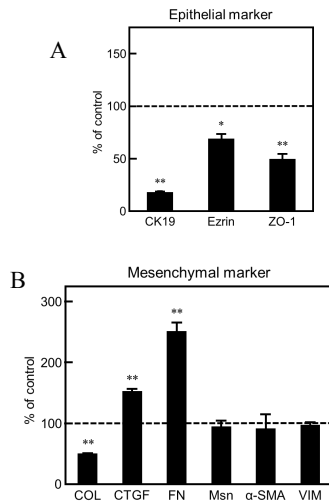 Epithelial marker
A
150
100
50
0
% of control
**
*
**
CK19 Ezrin ZO-1
B
Mesenchymal marker
300
200
100
0
% of control
**
**
**
COL CTGF FN Msn α-SMA VIM